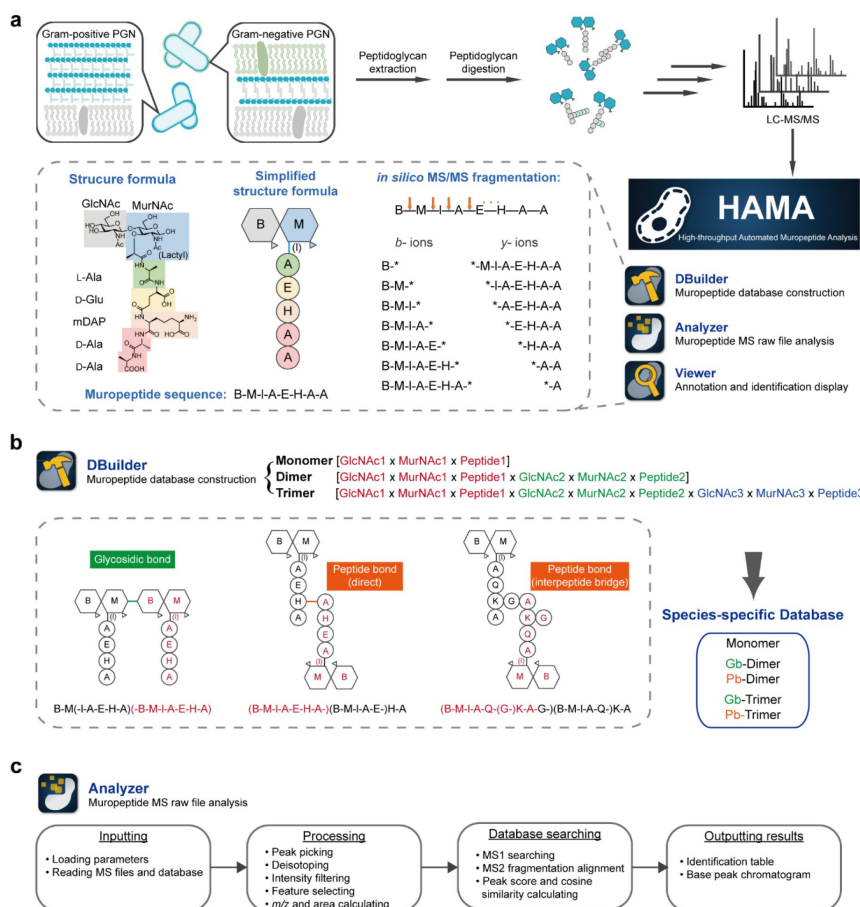 a
Gram-positive PGN
Gram-negative PGN
Peptidoglycan
extraction
Peptidoglycan
digestion
LC-MS/MS
Strucure formula
GlcNAc
MurNAc
(Lactyl)
L-Ala
D-Glu
mDAP
D-Ala
D-Ala
Simplified
structure formula
B
M
(l)
A
E
H
A
A
Muropeptide sequence: B-M-I-A-E-H-A-A
in silico MS/MS fragmentation:
B-M-I-A-E-H-A-A
b- ions
y- ions
B-*
*-M-I-A-E-H-A-A
B-M-*
*-I-A-E-H-A-A
B-M-I-*
*-A-E-H-A-A
B-M-I-A-*
*-E-H-A-A
B-M-I-A-E-*
*-H-A-A
B-M-I-A-E-H-*
*-A-A
B-M-I-A-E-H-A-*
*-A
HAMA
High-throughput Automated Muropeptide Analysis
DBuilder
Muropeptide database construction
Analyzer
Muropeptide MS raw file analysis
Viewer
Annotation and identification display
b
DBuilder
Muropeptide database construction
Monomer [GlcNAc1 x MurNAc1 x Peptide1]
Dimer [GlcNAc1 x MurNAc1 x Peptide1 x GlcNAc2 x MurNAc2 x Peptide2]
Trimer [GlcNAc1 x MurNAc1 x Peptide1 x GlcNAc2 x MurNAc2 x Peptide2 x GlcNAc3 x MurNAc3 x Peptide3
Glycosidic bond
B M B M
(l) (l)
A A
E E
H H
A A
B-M(-I-A-E-H-A)(-B-M-I-A-E-H-A)
Peptide bond
(direct)
B M
(l)
A
E
H A
A H
E
A
(l)
M B
(B-M-I-A-E-H-A-)(B-M-I-A-E-)H-A
Peptide bond
(interpeptide bridge)
B M
(l)
A
Q
K G A
A K G
Q
A
(l)
M B
(B-M-I-A-Q-(G-)K-A-G-)(B-M-I-A-Q-)K-A
Species-specific Database
Monomer
Gb-Dimer
Pb-Dimer
Gb-Trimer
Pb-Trimer
c
Analyzer
Muropeptide MS raw file analysis
Inputting
• Loading parameters
• Reading MS files and database
Processing
• Peak picking
• Deisotoping
• Intensity filtering
• Feature selecting
• m/z and area calculating
Database searching
• MS1 searching
• MS2 fragmentation alignment
• Peak score and cosine
similarity calculating
Outputting results
• Identification table
• Base peak chromatogram